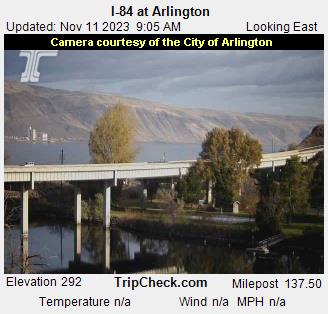 I-84 at Arlington
Updated: Nov 11 2023 9:05 AM Looking East
Camera courtesy of the City of Arlington
Elevation 292 TripCheck.com Milepost 137.50
Temperature n/a Wind n/a MPH n/a